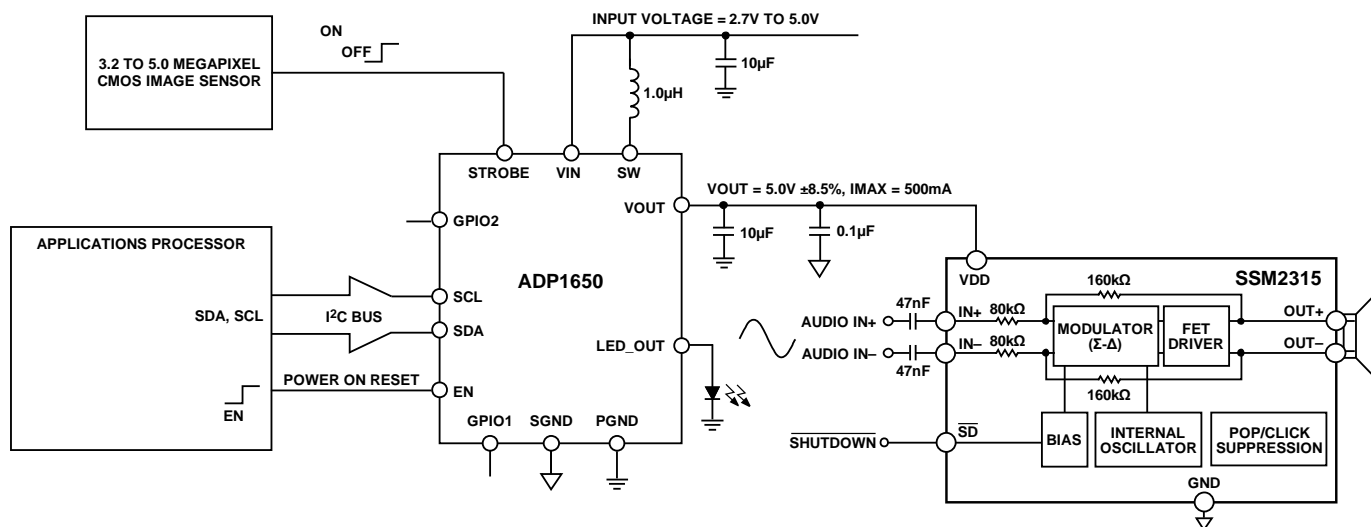 INPUT VOLTAGE = 2.7V TO 5.0V
ON
OFF
3.2 TO 5.0 MEGAPIXEL
CMOS IMAGE SENSOR
10µF
1.0µH
STROBE
VIN
SW
VOUT = 5.0V ±8.5%, IMAX = 500mA
VOUT
GPIO2
10µF
0.1µF
APPLICATIONS PROCESSOR
ADP1650
VDD
SSM2315
160kΩ
SCL
SDA, SCL
I²C BUS
SDA
47nF
AUDIO IN+
IN+
80kΩ
MODULATOR
(Σ-Δ)
FET
DRIVER
OUT+
LED_OUT
AUDIO IN–
IN–
80kΩ
OUT–
47nF
160kΩ
POWER ON RESET
EN
EN
GPIO1
SGND
PGND
SHUTDOWN
SD
BIAS
INTERNAL
OSCILLATOR
POP/CLICK
SUPPRESSION
GND